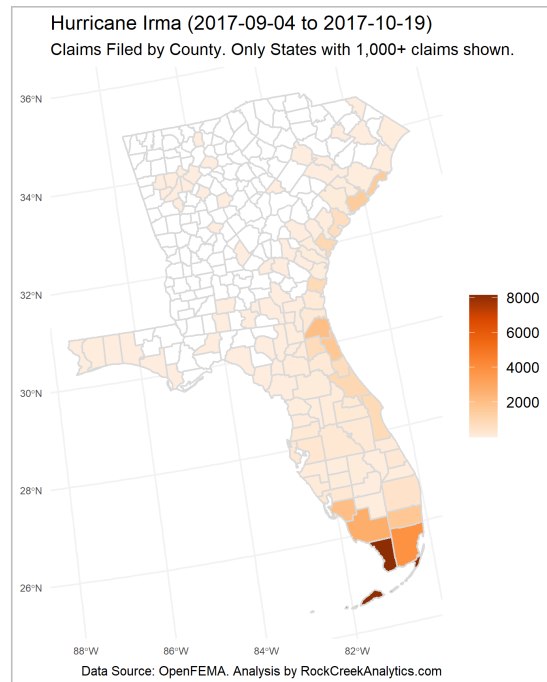 Hurricane Irma (2017-09-04 to 2017-10-19)
Claims Filed by County. Only States with 1,000+ claims shown.
36°N
34°N
32°N
30°N
28°N
26°N
8000
6000
4000
2000
88°W
86°W
84°W
82°W
Data Source: OpenFEMA. Analysis by RockCreekAnalytics.com